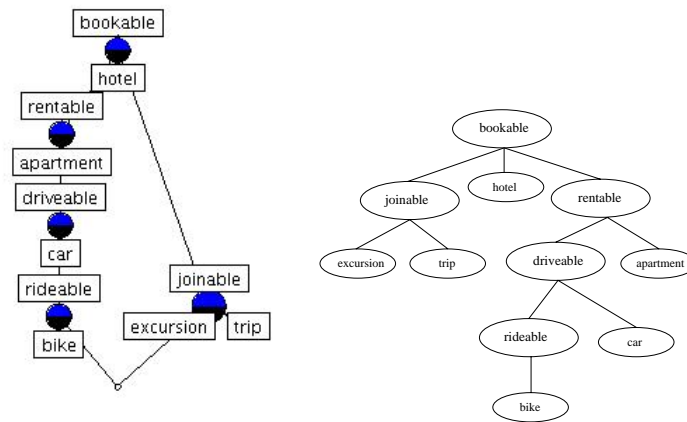 bookable
hotel
rentable
apartment
driveable
car
rideable
bike
joinable
excursion
trip
bookable
hotel
joinable
rentable
excursion
trip
driveable
apartment
rideable
car
bike